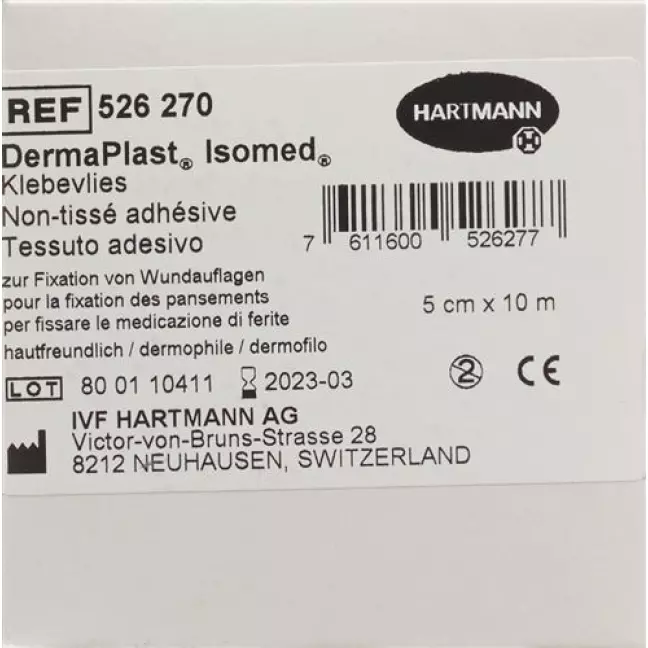 REF 526 270
HARTMANN
DermaPlast® Isomed®
Klebevlies
Non-tissé adhésive
Tessuto adesivo
7 611600 526277
zur Fixation von Wundauflagen
pour la fixation des pansements
per fissare le medicazione di ferite
5 cm x 10 m
hautfreundlich / dermophile / dermofilo
LOT 80 01 10411 2023-03
2 CE
IVF HARTMANN AG
Victor-von-Bruns-Strasse 28
8212 NEUHAUSEN, SWITZERLAND